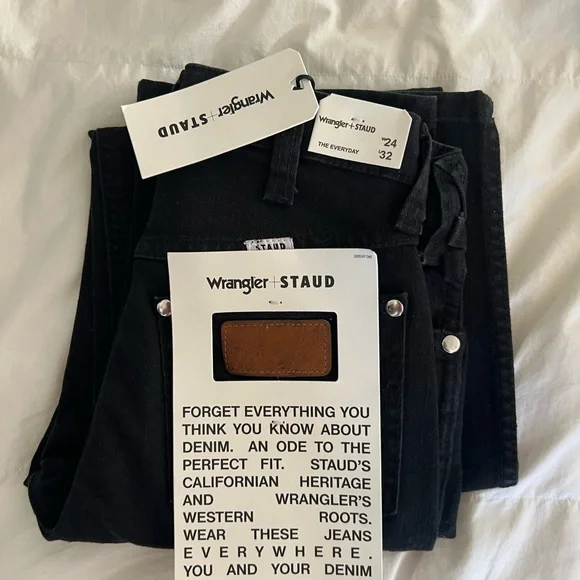 Wrangler+STAUD
Wrangler+STAUD
THE EVERYDAY
W24
L32
STAUD
Wrangler+STAUD
FORGET EVERYTHING YOU
THINK YOU KNOW ABOUT
DENIM. AN ODE TO THE
PERFECT FIT. STAUD'S
CALIFORNIAN HERITAGE
AND WRANGLER'S
WESTERN ROOTS.
WEAR THESE JEANS
EVERYWHERE.
YOU AND YOUR DENIM